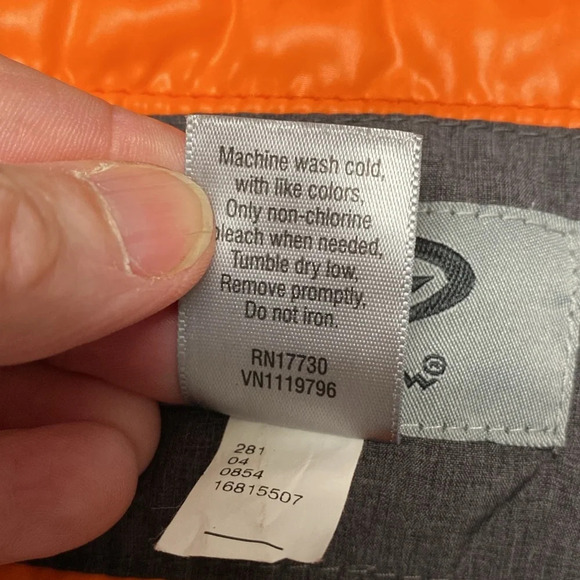 Machine wash cold,
with like colors.
Only non-chlorine
bleach when needed.
Tumble dry low.
Remove promptly.
Do not iron.
RN17730
VN1119796
281
04
0854
16815507